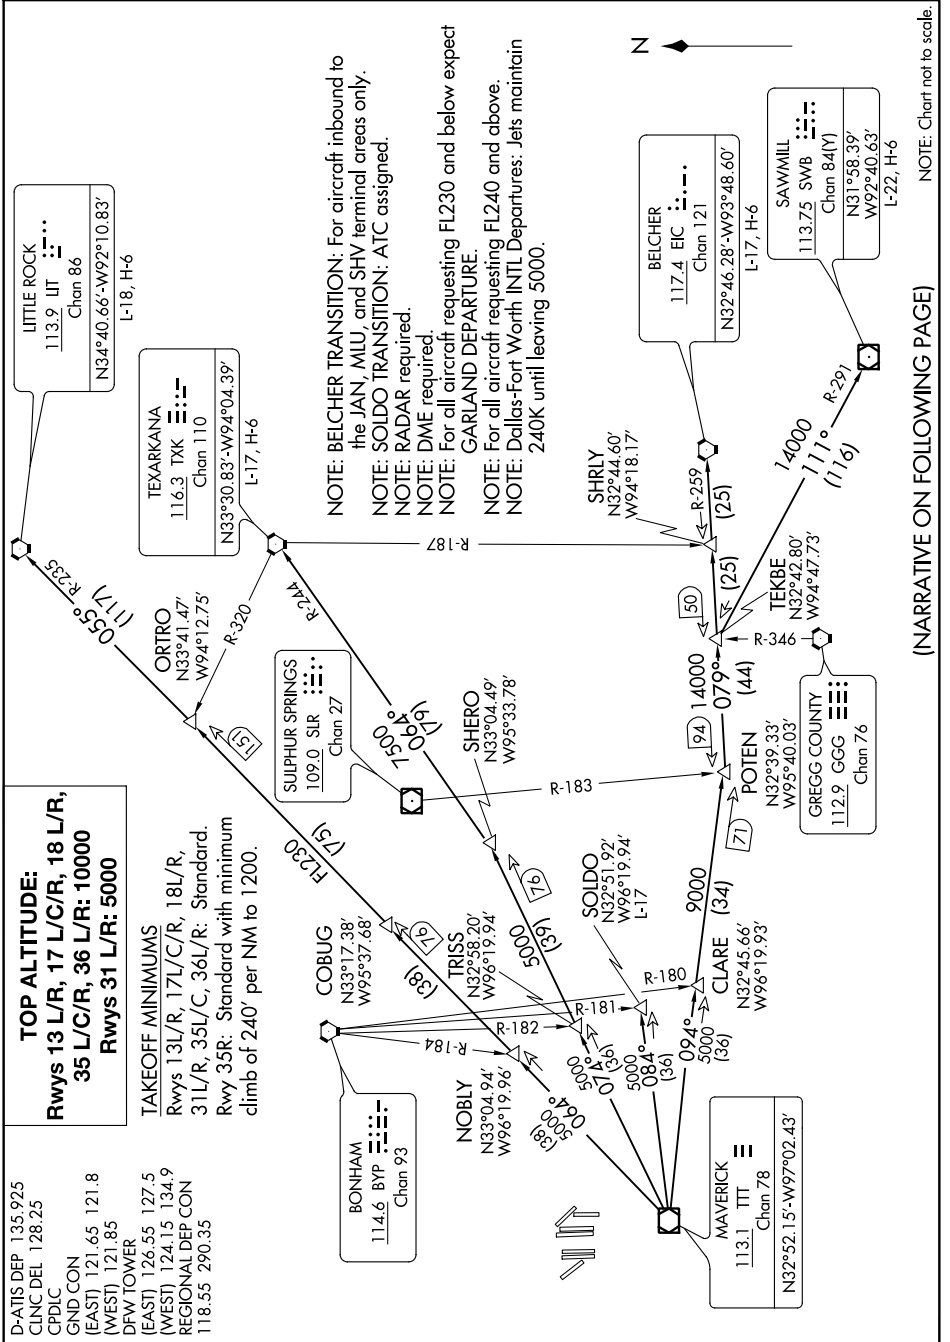 D-ATIS DEP 135.925
CLNC DEL 128.25
CPDLC
GND CON
(EAST) 121.65 121.8
(WEST) 121.85
DFW TOWER
(EAST) 126.55 127.5
(WEST) 124.15 134.9
REGIONAL DEP CON
118.55 290.35
TOP ALTITUDE:
Rwys 13 L/R, 17 L/C/R, 18 L/R,
35 L/C/R, 36 L/R: 10000
Rwys 31 L/R: 5000
TAKEOFF MINIMUMS
Rwys 13L/R, 17L/C/R, 18L/R,
31L/R, 35L/C, 36L/R: Standard.
Rwy 35R: Standard with minimum
climb of 240' per NM to 1200.
LITTLE ROCK
113.9 LIT
Chan 86
N34°40.66'-W92°10.83'
L-18, H-6
TEXARKANA
116.3 TXK
Chan 110
N33°30.83'-W94°04.39'
L-17, H-6
NOTE: BELCHER TRANSITION: For aircraft inbound to
the JAN, MLU, and SHV terminal areas only.
NOTE: SOLDO TRANSITION: ATC assigned.
NOTE: RADAR required.
NOTE: DME required.
NOTE: For all aircraft requesting FL230 and below expect
GARLAND DEPARTURE.
NOTE: For all aircraft requesting FL240 and above.
NOTE: Dallas-Fort Worth INTL Departures: Jets maintain
240K until leaving 5000.
N
R-235
055°
(117)
ORTRO
N33°41.47'
W94°12.75'
R-320
(151)
FL230
(75)
R-244
R-187
SULPHUR SPRINGS
109.0 SLR
Chan 27
7500
064°
(79)
SHERO
N33°04.49'
W95°33.78'
R-183
COBUG
N33°17.38'
W95°37.68'
76
(38)
TRISS
N32°58.20'
W96°19.94'
5000
(39)
76
SOLDO
N32°51.92'
W96°19.94'
L-17
BONHAM
114.6 BYP
Chan 93
R-184
R-182
R-181
R-180
NOBLY
N33°04.94'
W96°19.96'
064°
5000
(38)
074°
5000
(36)
084°
5000
(36)
094°
5000
(36)
MAVERICK
113.1 TTT
Chan 78
N32°52.15'-W97°02.43'
CLARE
N32°45.66'
W96°19.93'
9000
(34)
71
POTEN
N32°39.33'
W95°40.03'
94
14000
079°
(44)
GREGG COUNTY
112.9 GGG
Chan 76
R-346
TEKBE
N32°42.80'
W94°47.73'
50
(25)
SHRLY
N32°44.60'
W94°18.17'
R-259
(25)
BELCHER
117.4 EIC
Chan 121
N32°46.28'-W93°48.60'
L-17, H-6
14000
111°
(116)
R-291
SAWMILL
113.75 SWB
Chan 84(Y)
N31°58.39'
W92°40.63'
L-22, H-6
(NARRATIVE ON FOLLOWING PAGE)
NOTE: Chart not to scale.